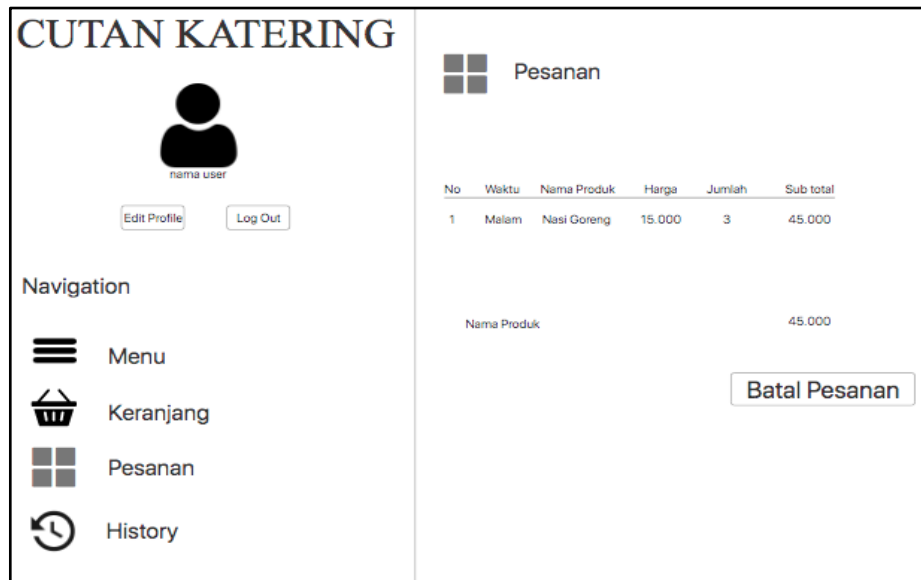 CUTAN KATERING
nama user
Edit Profile Log Out
Navigation
Menu
Keranjang
Pesanan
History
Pesanan
No Waktu Nama Produk Harga Jumlah Sub total
1 Malam Nasi Goreng 15.000 3 45.000
Nama Produk 45.000
Batal Pesanan